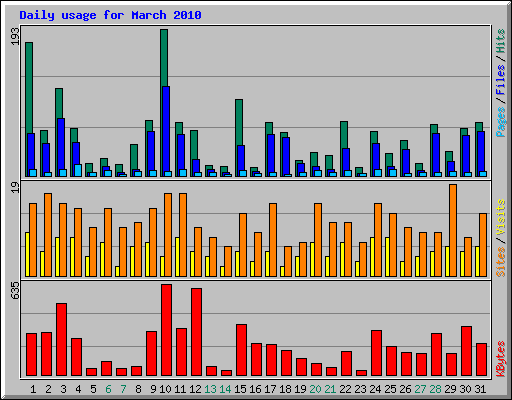 Daily usage for March 2010
193
Pages / Files / Hits
19
Sites / Visits
635
KBytes
1 2 3 4 5 6 7 8 9 10 11 12 13 14 15 16 17 18 19 20 21 22 23 24 25 26 27 28 29 30 31